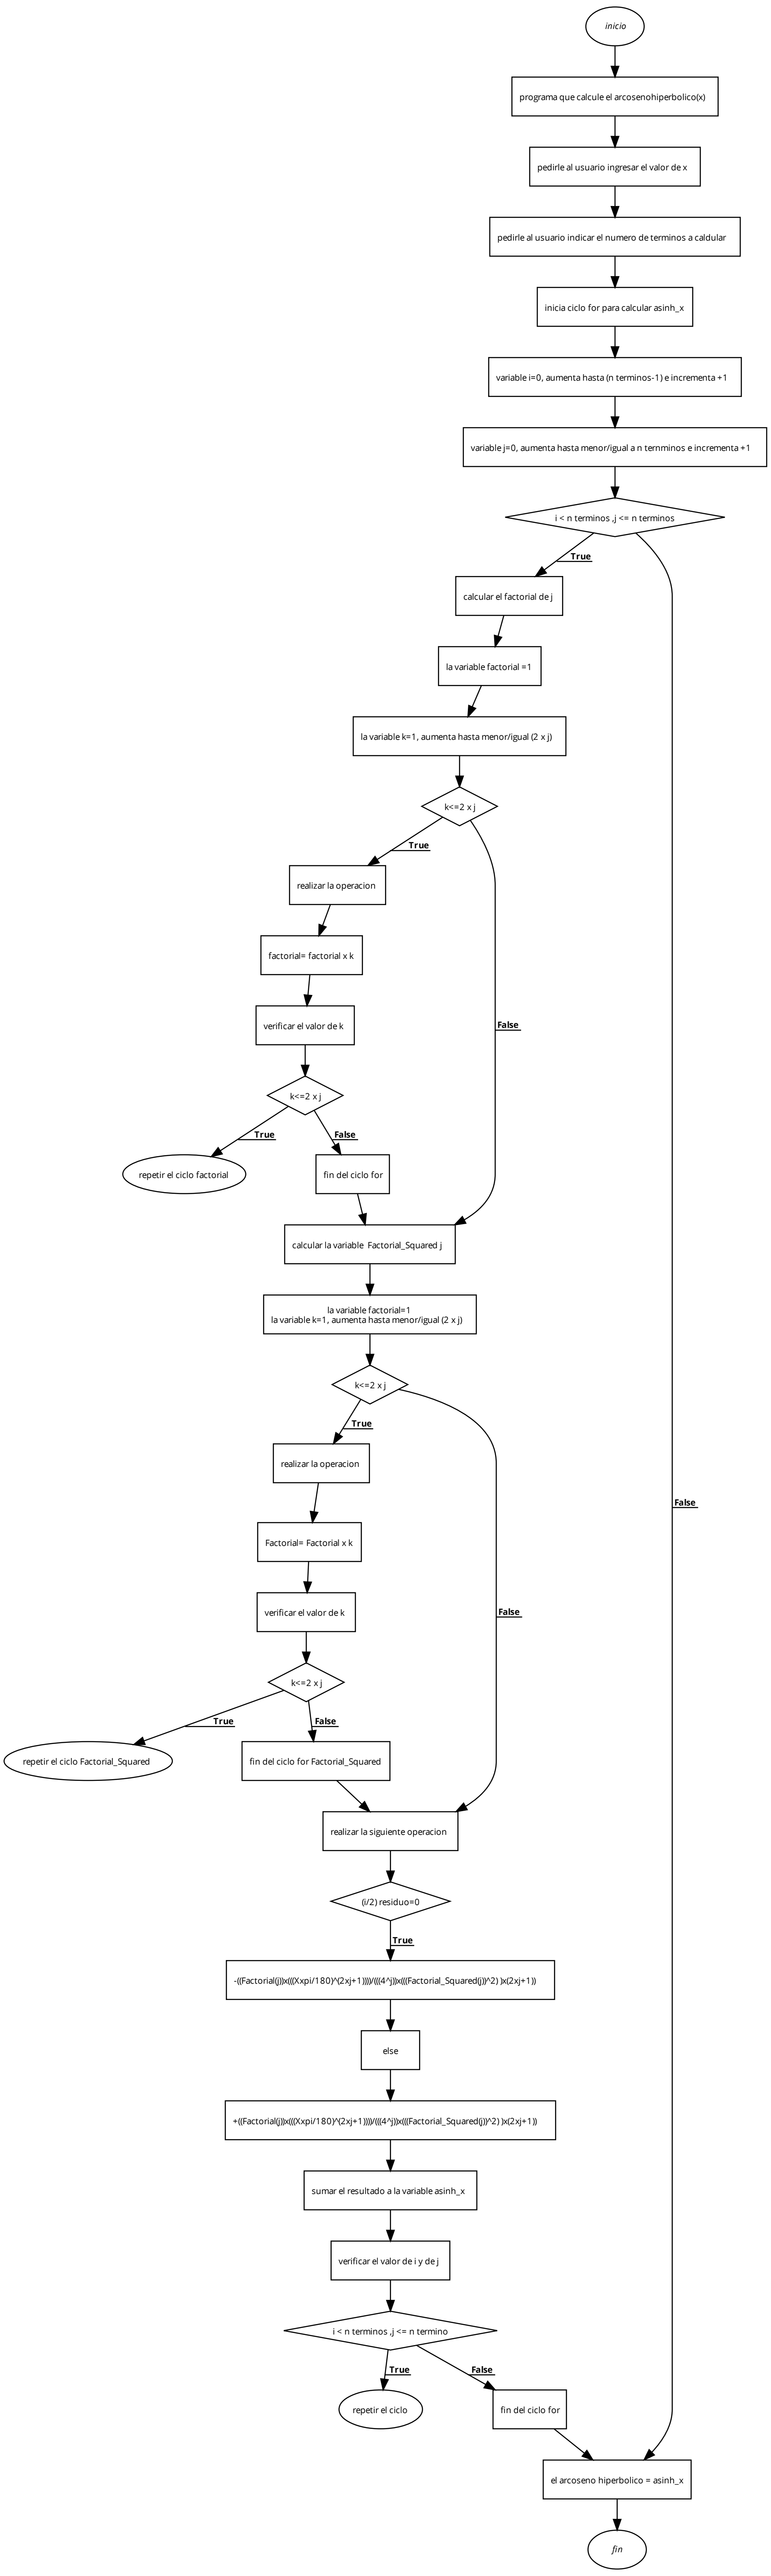 inicio
programa que calcule el arcosenohiperbolico(x)
pedirle al usuario ingresar el valor de x
pedirle al usuario indicar el numero de terminos a caldular
inicia ciclo for para calcular asinh_x
variable i=0, aumenta hasta (n terminos-1) e incrementa +1
variable j=0, aumenta hasta menor/igual a n ternminos e incrementa +1
i < n terminos ,j <= n terminos
True
calcular el factorial de j
la variable factorial =1
la variable k=1, aumenta hasta menor/igual (2 x j)
k<=2 x j
True
realizar la operacion
factorial= factorial x k
verificar el valor de k
False
k<=2 x j
True
False
repetir el ciclo factorial
fin del ciclo for
calcular la variable Factorial_Squared j
la variable factorial=1
la variable k=1, aumenta hasta menor/igual (2 x j)
k<=2 x j
True
realizar la operacion
False
Factorial= Factorial x k
verificar el valor de k
False
k<=2 x j
True
False
repetir el ciclo Factorial_Squared
fin del ciclo for Factorial_Squared
realizar la siguiente operacion
(i/2) residuo=0
True
-((Factorial(j))x(((Xxpi/180)^(2xj+1))))/(((4^j))x(((Factorial_Squared(j))^2) )x(2xj+1))
else
+((Factorial(j))x(((Xxpi/180)^(2xj+1))))/(((4^j))x(((Factorial_Squared(j))^2) )x(2xj+1))
sumar el resultado a la variable asinh_x
verificar el valor de i y de j
i < n terminos ,j <= n termino
True
False
repetir el ciclo
fin del ciclo for
el arcoseno hiperbolico = asinh_x
fin